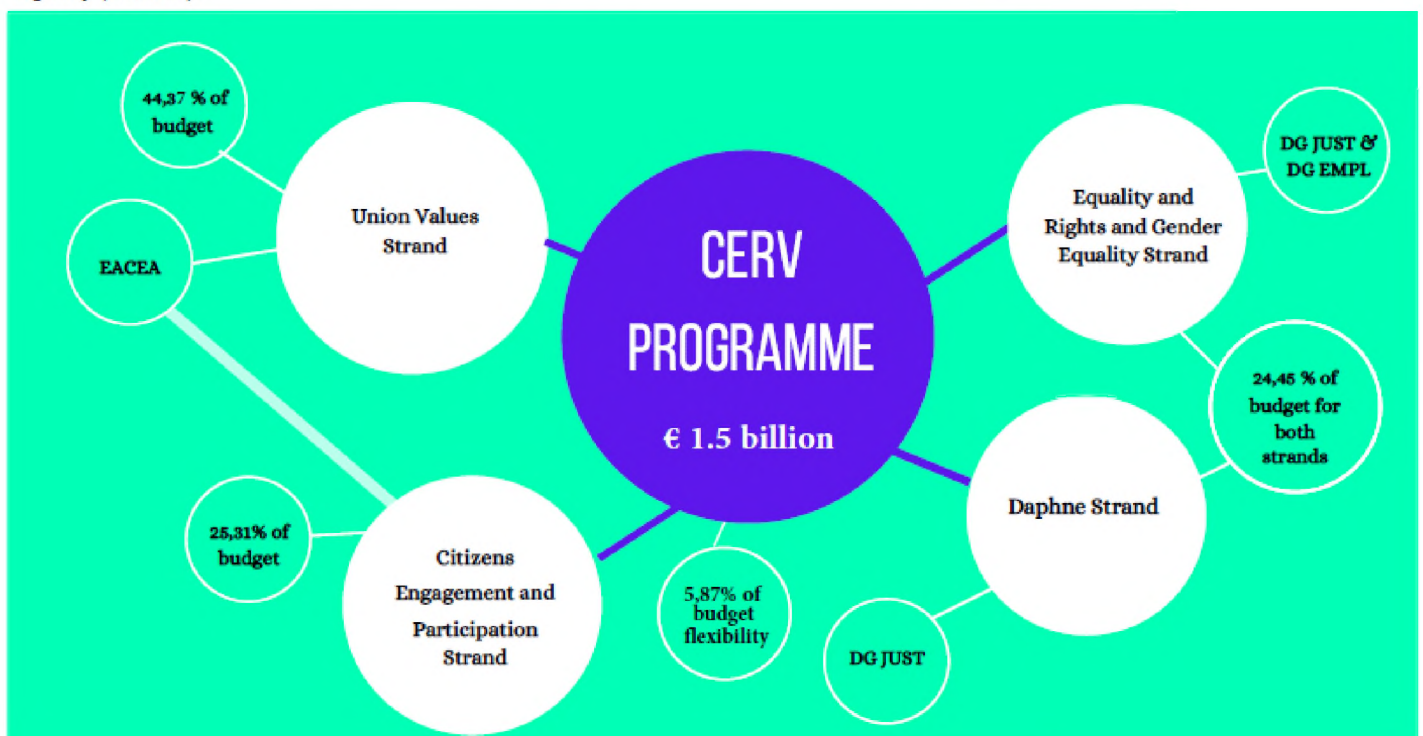 44,37 % of
budget
EACEA
Union Values
Strand
CERV
PROGRAMME
€ 1.5 billion
Equality and
Rights and Gender
Equality Strand
DG JUST &
DG EMPL
24,45 % of
budget for
both
strands
Daphne Strand
DG JUST
5,87% of
budget
flexibility
Citizens
Engagement and
Participation
Strand
25,31% of
budget